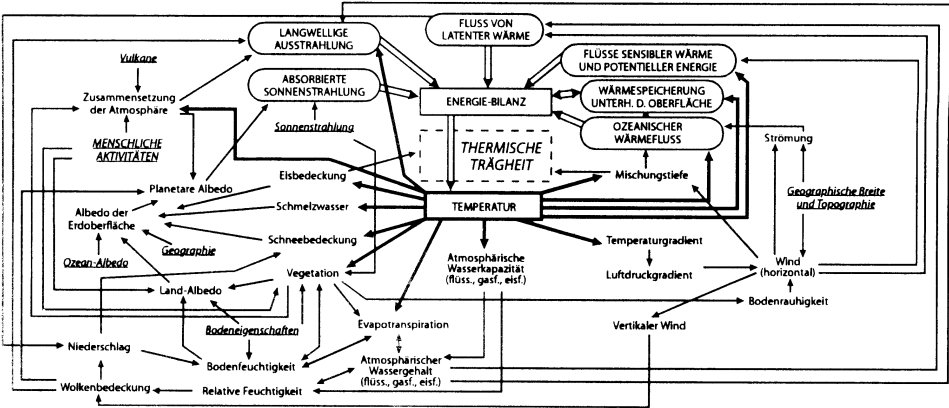 LANGWELLIGE
AUSSTRAHLUNG
FLUSS VON
LATENTER WÄRME
FLÜSSE SENSIBLER WÄRME
UND POTENTIELLER ENERGIE
Vulkane
ABSORBIERTE
SONNENSTRAHLUNG
ENERGIE-BILANZ
WÄRMESPEICHERUNG
UNTERH. D. OBERFLÄCHE
Zusammensetzung
der Atmosphäre
Sonnenstrahlung
OZEANISCHER
WÄRMEFLUSS
MENSCHLICHE
AKTIVITÄTEN
THERMISCHE
TRÄGHEIT
Strömung
Eisbedeckung
Mischungstiefe
Planetare Albedo
Geographische Breite
und Topographie
Schmelzwasser
TEMPERATUR
Albedo der
Erdoberfläche
Schneebedeckung
Temperaturgradient
Geographie
Ozean-Albedo
Atmosphärische
Wasserkapazität
(flüss., gasf., eisf.)
Wind
(horizontal)
Vegetation
Luftdruckgradient
Land-Albedo
Bodenrauhigkeit
Bodeneigenschaften
Evapotranspiration
Vertikaler Wind
Niederschlag
Bodenfeuchtigkeit
Atmosphärischer
Wassergehalt
(flüss., gasf., eisf.)
Wolkenbedeckung
Relative Feuchtigkeit